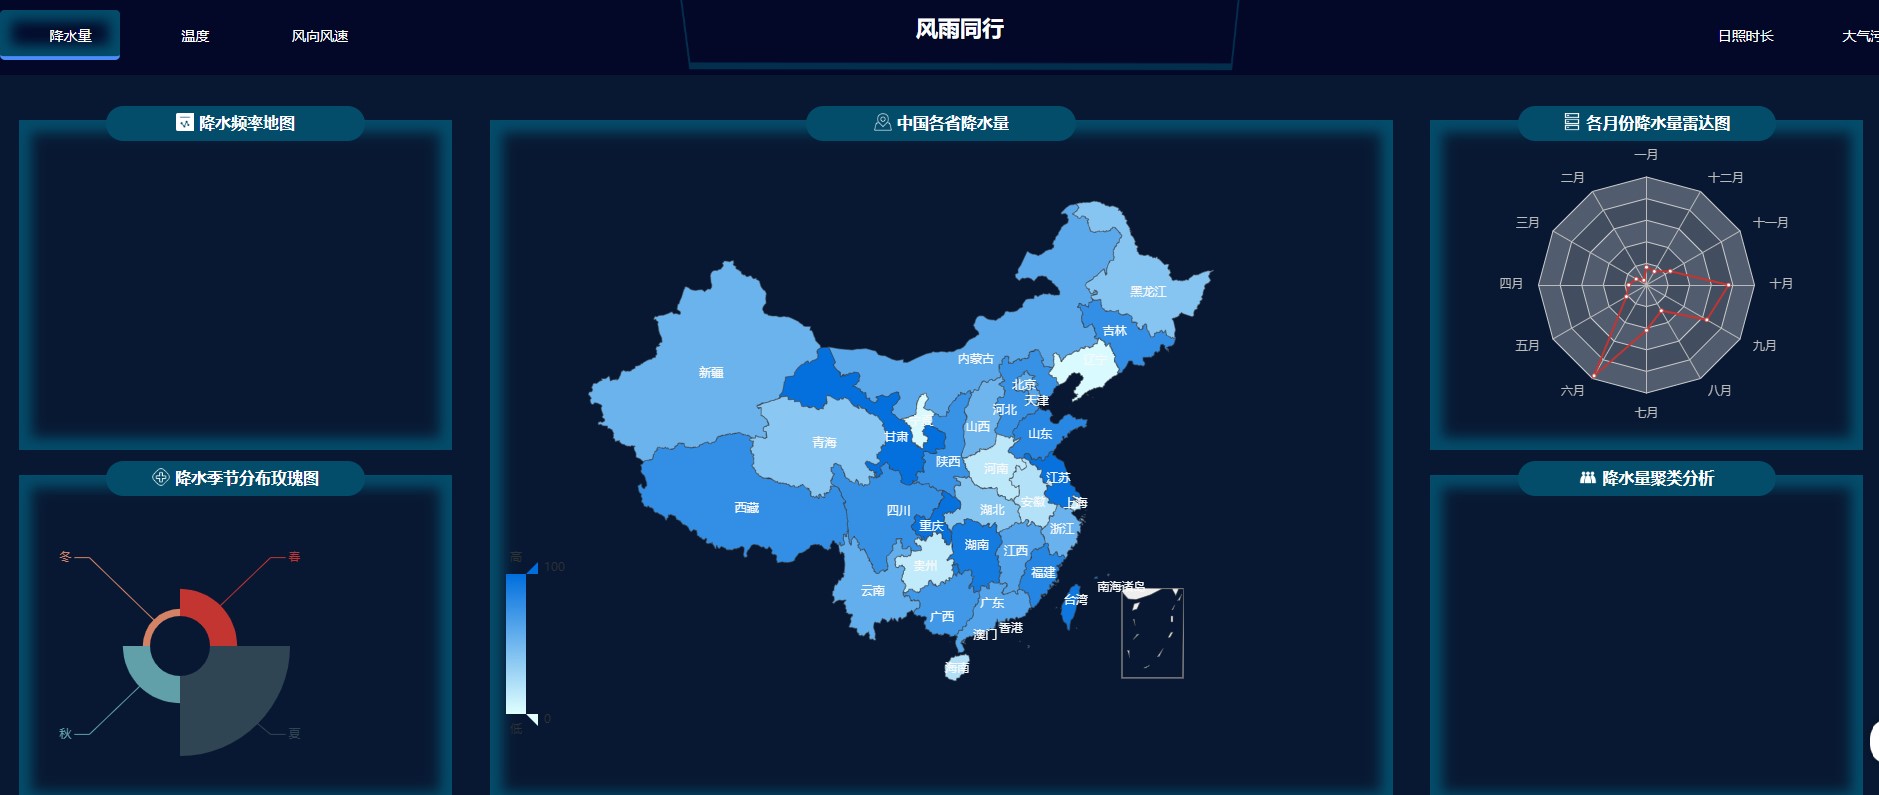 降水量
温度
风向风速
风雨同行
日照时长
大气污
降水频率地图
中国各省降水量
各月份降水量雷达图
一月
二月
十二月
三月
十一月
四月
十月
五月
九月
六月
八月
七月
黑龙江
吉林
辽宁
内蒙古
新疆
北京
天津
河北
山西
山东
青海
甘肃
陕西
河南
江苏
西藏
四川
湖北
安徽
上海
重庆
浙江
湖南
江西
贵州
福建
云南
广东
广西
台湾
南海诸岛
香港
澳门
海南
高
100
0
低
降水季节分布玫瑰图
冬
春
秋
夏
降水量聚类分析